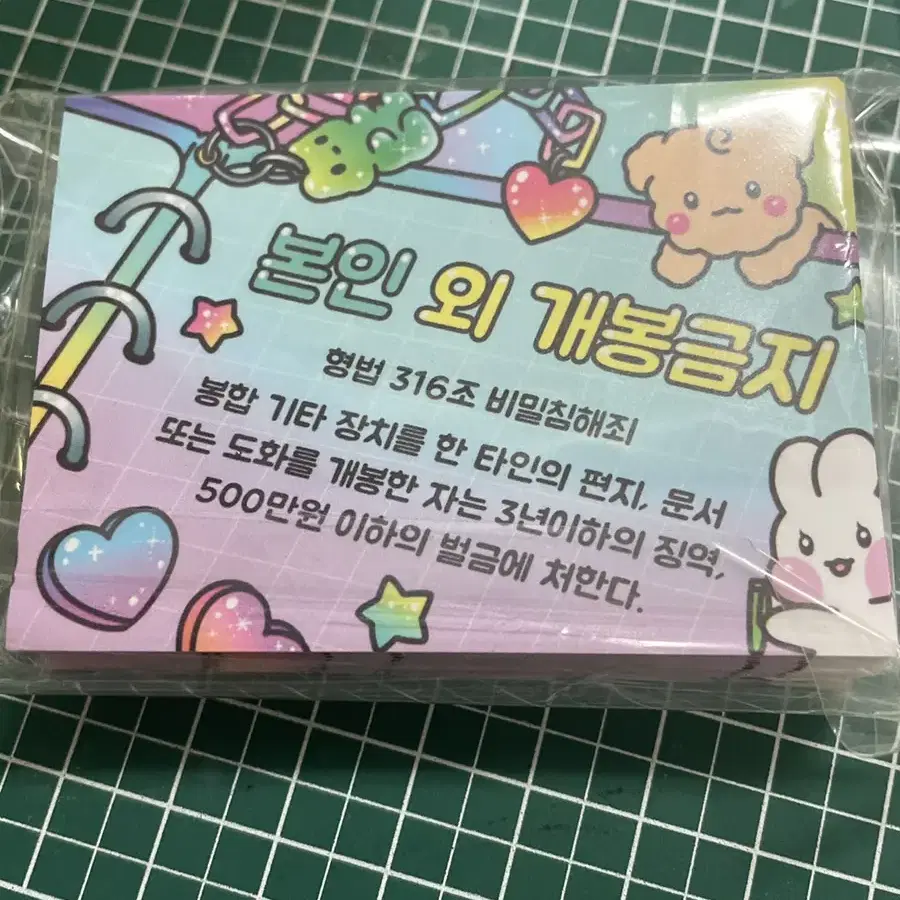 본인 외 개봉금지
형법 316조 비밀침해죄
봉함 기타 장치를 한 타인의 편지, 문서
또는 도화를 개봉한 자는 3년이하의 징역,
500만원 이하의 벌금에 처한다.